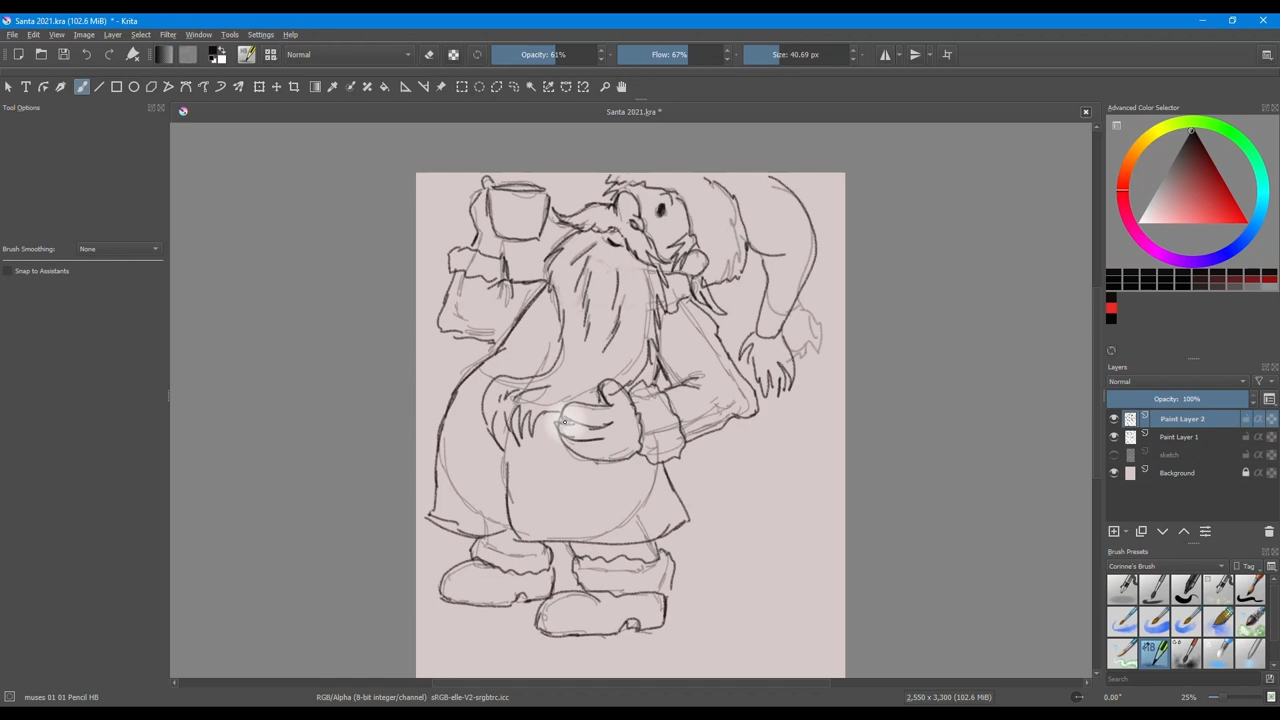 Santa 2021.kra (102.6 MiB) * - Krita
File Edit View Image Layer Select Filter Window Tools Settings Help
Normal Opacity: 61% Flow: 67% Size: 40.69 px
Tool Options
Santa 2021.kra *
Advanced Color Selector
Brush Smoothing: None
Snap to Assistants
Layers
Normal
Opacity: 100%
Paint Layer 2
Paint Layer 1
sketch
Background
Brush Presets
Corinne's Brush Tag
Search
muses 01 01 Pencil HB RGB/Alpha (8-bit integer/channel) sRGB-elle-V2-srgbtrc.icc 2,550 x 3,300 (102.6 MiB) 0.00° 25%